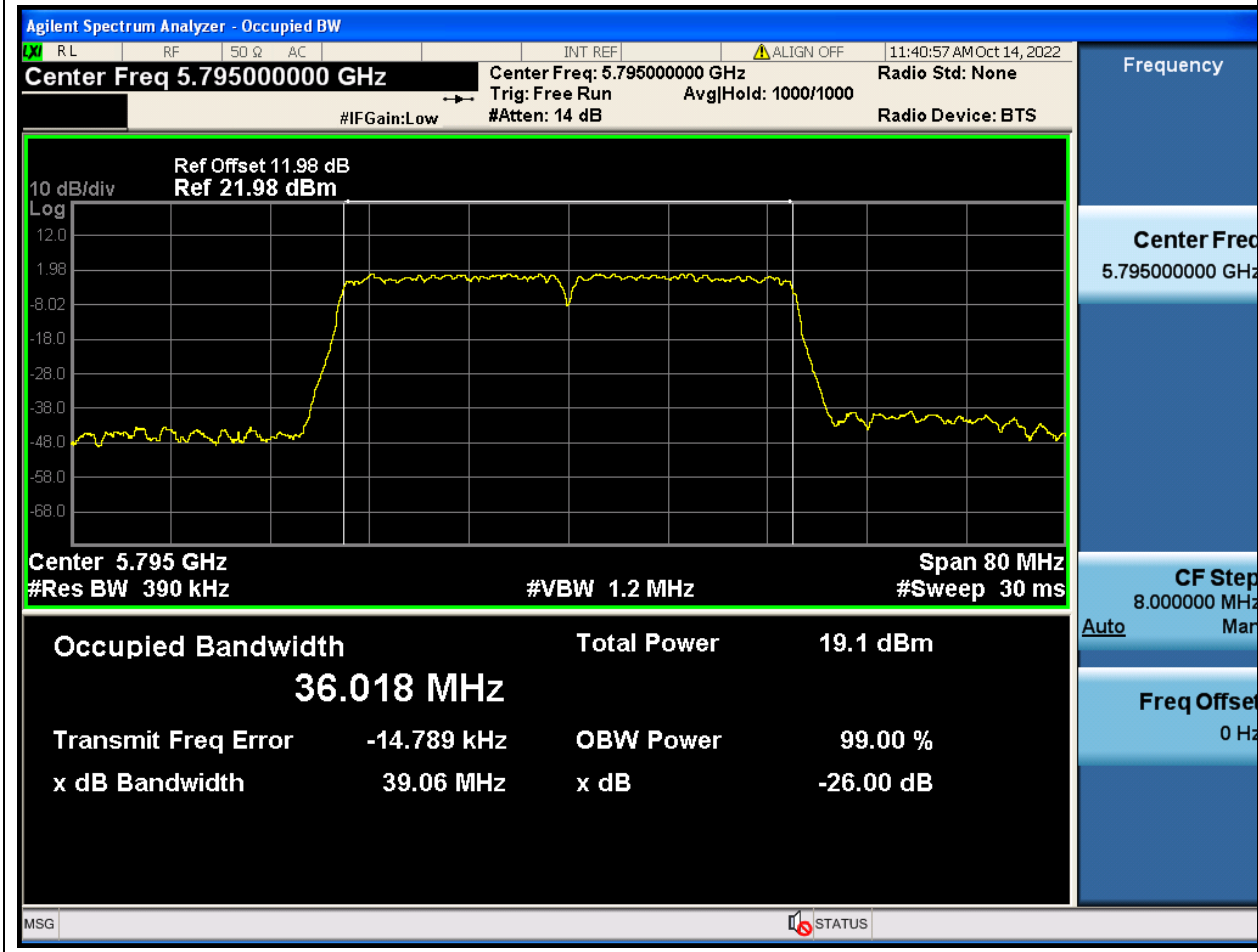 Agilent Spectrum Analyzer - Occupied BW
LXI RL RF 50 Ω AC INT REF ALIGN OFF 11:40:57 AM Oct 14, 2022
Center Freq 5.795000000 GHz
Center Freq: 5.795000000 GHz
Radio Std: None
Trig: Free Run Avg|Hold: 1000/1000
#IFGain:Low
#Atten: 14 dB
Radio Device: BTS
Frequency
Ref Offset 11.98 dB
10 dB/div Ref 21.98 dBm
Log
12.0
1.98
-8.02
-18.0
-28.0
-38.0
-48.0
-58.0
-68.0
Center 5.795 GHz Span 80 MHz
#Res BW 390 kHz #VBW 1.2 MHz #Sweep 30 ms
Occupied Bandwidth Total Power 19.1 dBm
36.018 MHz
Transmit Freq Error -14.789 kHz OBW Power 99.00 %
x dB Bandwidth 39.06 MHz x dB -26.00 dB
Center Freq
5.795000000 GHz
CF Step
8.000000 MHz
Auto Man
Freq Offset
0 Hz
MSG STATUS